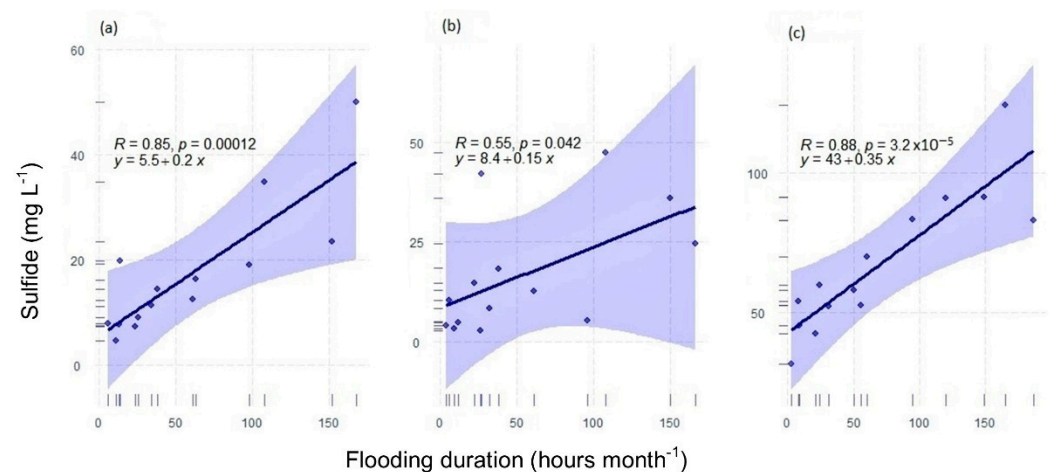 (a)
(b)
(c)
60
40
20
0
R = 0.85, p = 0.00012
y = 5.5+0.2 x
50
25
0
R = 0.55, p = 0.042
y = 8.4+0.15 x
100
50
R = 0.88, p = 3.2 x10⁻⁵
y = 43+0.35 x
Sulfide (mg L⁻¹)
0 50 100 150
0 50 100 150
0 50 100 150
Flooding duration (hours month⁻¹)